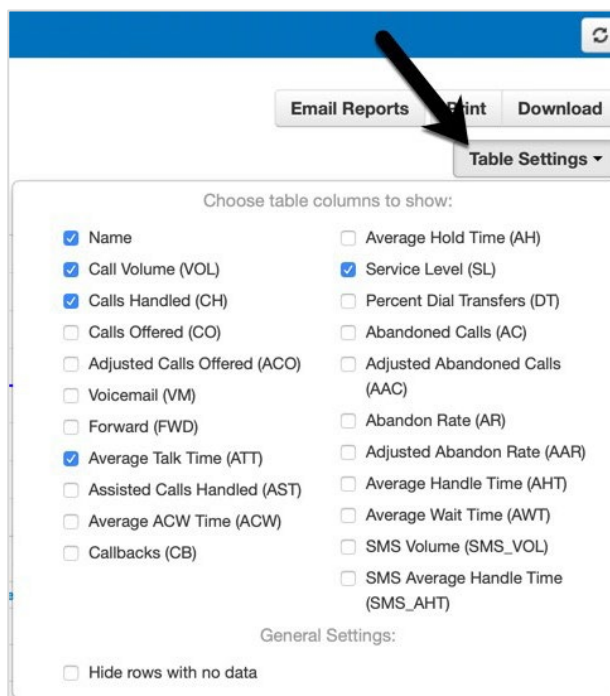 Email Reports
Print
Download
Table Settings
Choose table columns to show:
Name
Call Volume (VOL)
Calls Handled (CH)
Calls Offered (CO)
Adjusted Calls Offered (ACO)
Voicemail (VM)
Forward (FWD)
Average Talk Time (ATT)
Assisted Calls Handled (AST)
Average ACW Time (ACW)
Callbacks (CB)
Average Hold Time (AH)
Service Level (SL)
Percent Dial Transfers (DT)
Abandoned Calls (AC)
Adjusted Abandoned Calls
(AAC)
Abandon Rate (AR)
Adjusted Abandon Rate (AAR)
Average Handle Time (AHT)
Average Wait Time (AWT)
SMS Volume (SMS_VOL)
SMS Average Handle Time
(SMS_AHT)
General Settings:
Hide rows with no data